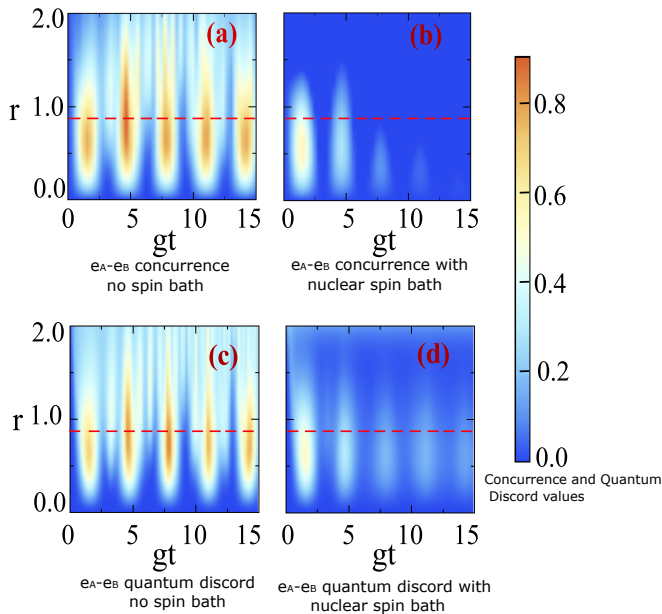 2.0
(a)
(b)
r
1.0
0.0
0 5 10 15
0 5 10 15
gt
gt
eA-eB concurrence
no spin bath
eA-eB concurrence with
nuclear spin bath
0.8
0.6
0.4
0.2
0.0
Concurrence and Quantum
Discord values
2.0
(c)
(d)
r
1.0
0.0
0 5 10 15
0 5 10 15
gt
gt
eA-eB quantum discord
no spin bath
eA-eB quantum discord with
nuclear spin bath